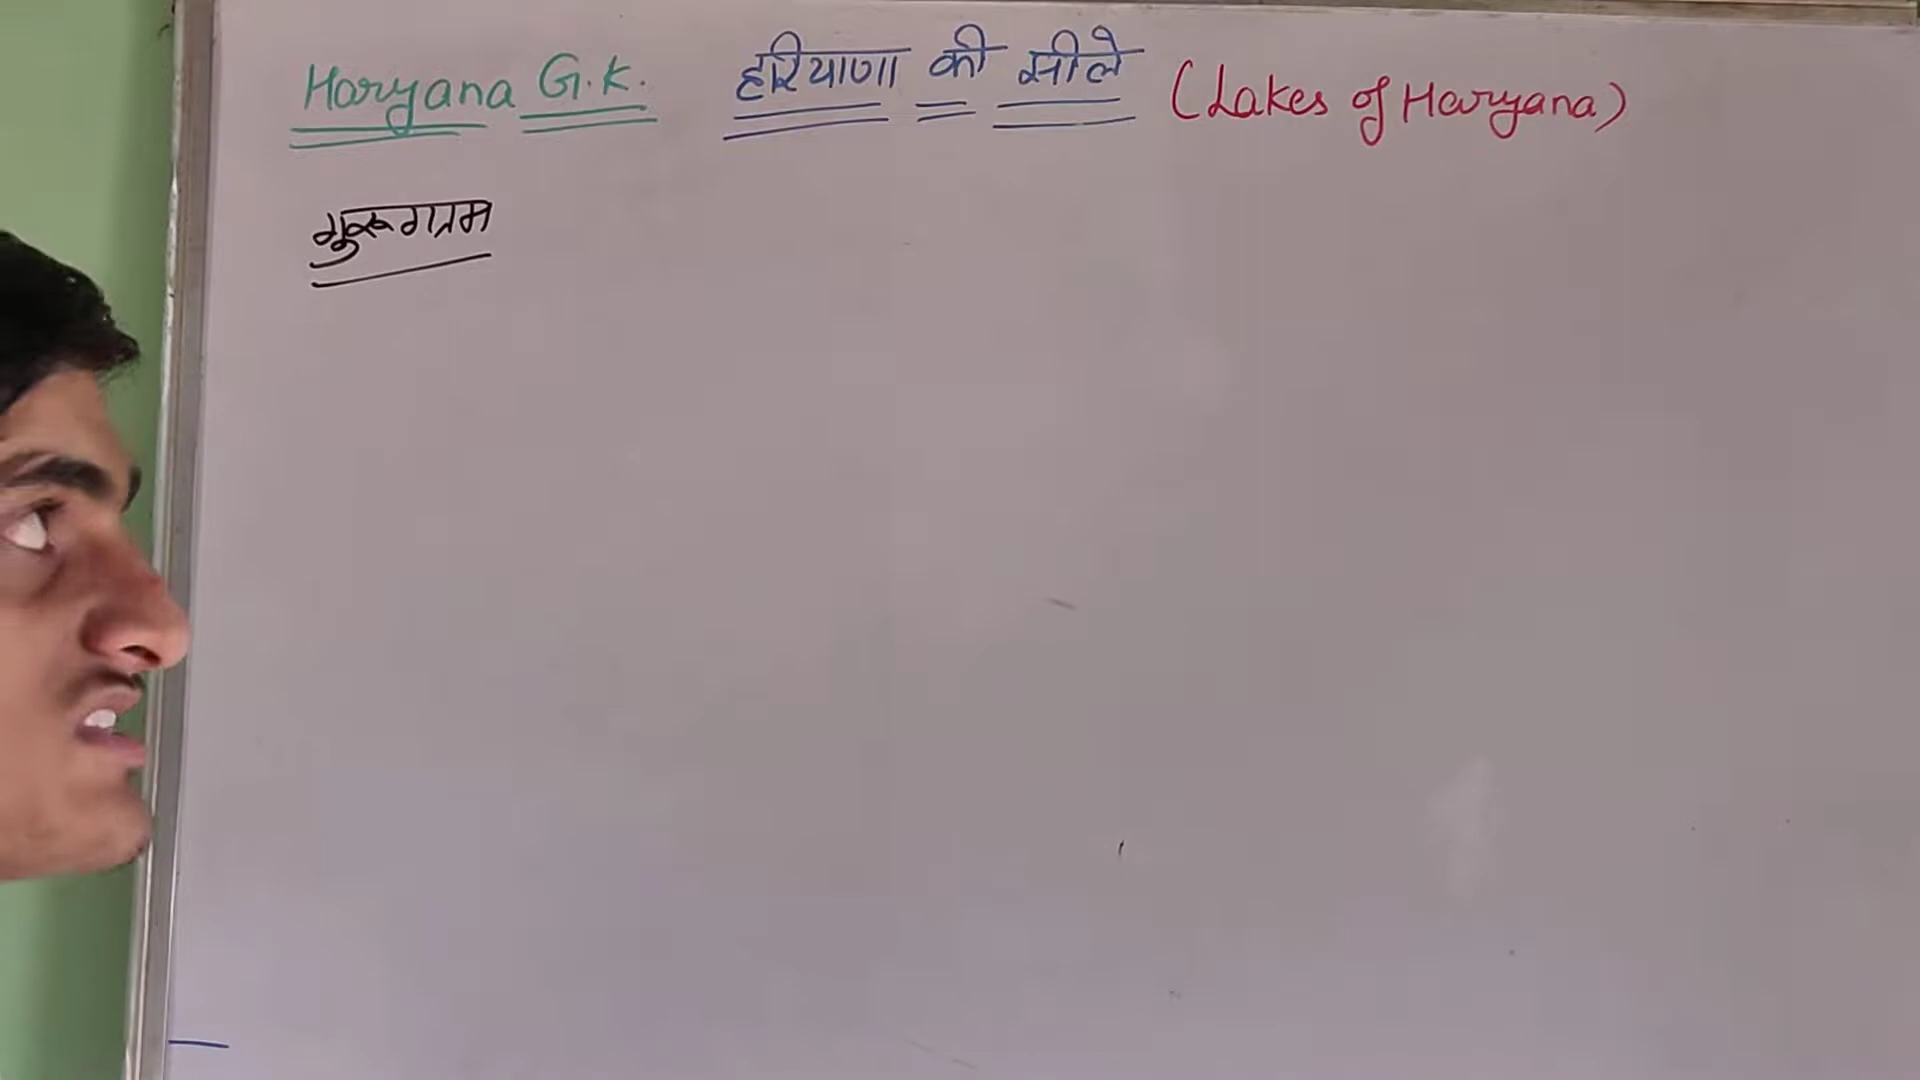 Haryana G.K. हरियाणा की झीले (Lakes of Haryana)
गुरूग्राम